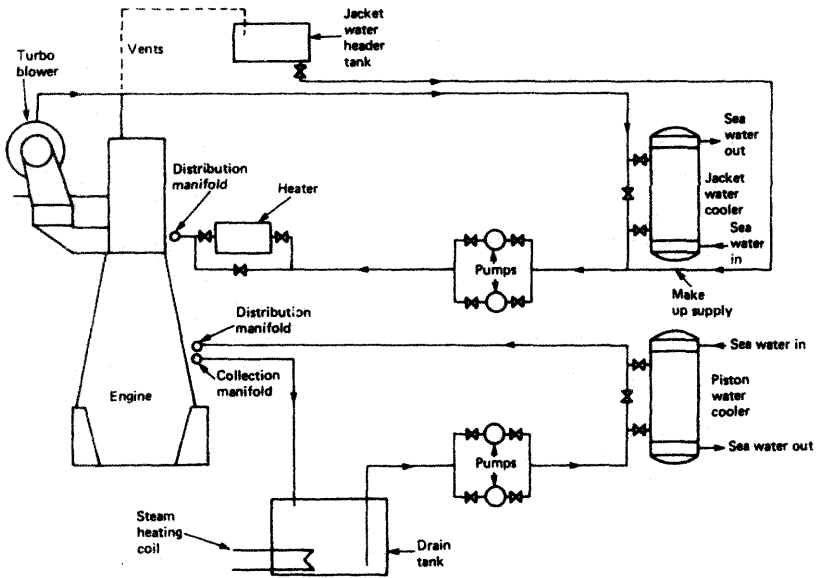 Jacket
water
header
tank
Turbo
blower
Vents
Sea
water
out
Distribution
manifold
Heater
Jacket
water
cooler
Sea
water
in
Pumps
Make
up supply
Distribution
manifold
Sea water in
Collection
manifold
Piston
water
cooler
Engine
Sea water out
Pumps
Steam
heating
coil
Drain
tank